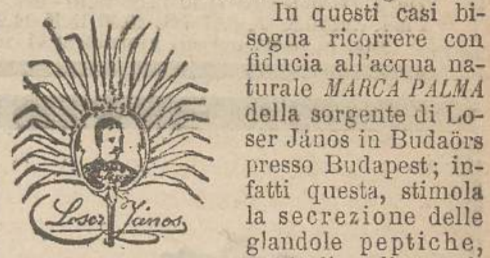 In questi casi bi-
sogna ricorrere con
fiducia all'acqua na-
turale MARCA PALMA
della sorgente di Lo-
ser János in Budaörs
presso Budapest; in-
fatti questa, stimola
la secrezione delle
glandole peptiche,
Loser János